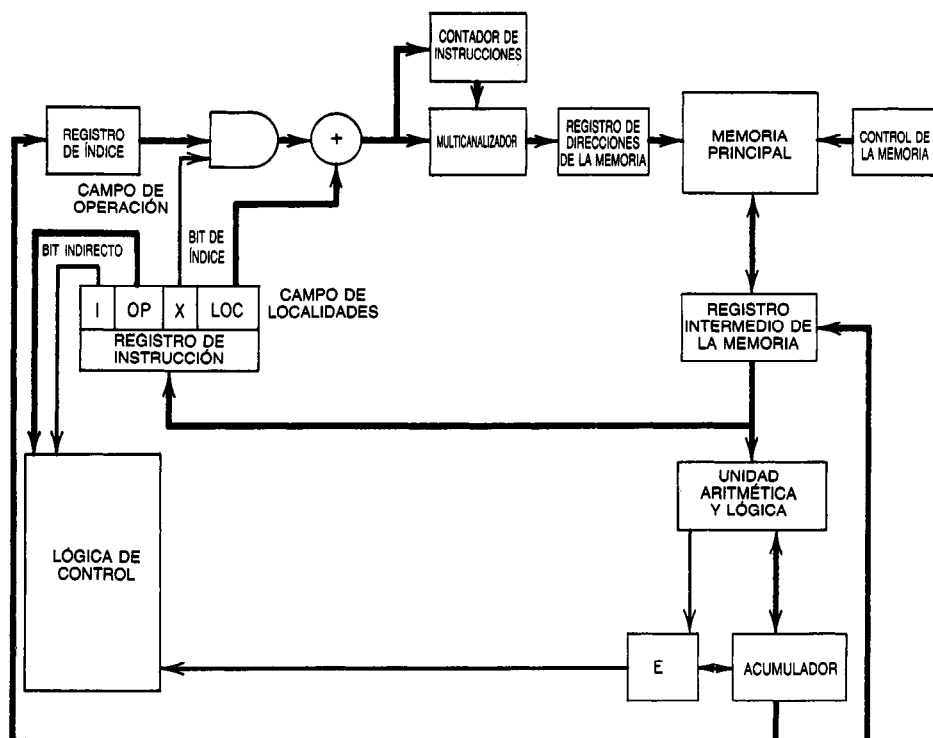 CONTADOR DE
INSTRUCCIONES
REGISTRO
DE ÍNDICE
+
MULTICANALIZADOR
REGISTRO DE
DIRECCIONES
DE LA MEMORIA
MEMORIA
PRINCIPAL
CONTROL DE
LA MEMORIA
CAMPO DE
OPERACIÓN
BIT INDIRECTO
BIT DE
ÍNDICE
I OP X LOC
CAMPO DE
LOCALIDADES
REGISTRO DE
INSTRUCCIÓN
REGISTRO
INTERMEDIO DE
LA MEMORIA
UNIDAD
ARITMÉTICA
Y LÓGICA
LÓGICA DE
CONTROL
E
ACUMULADOR